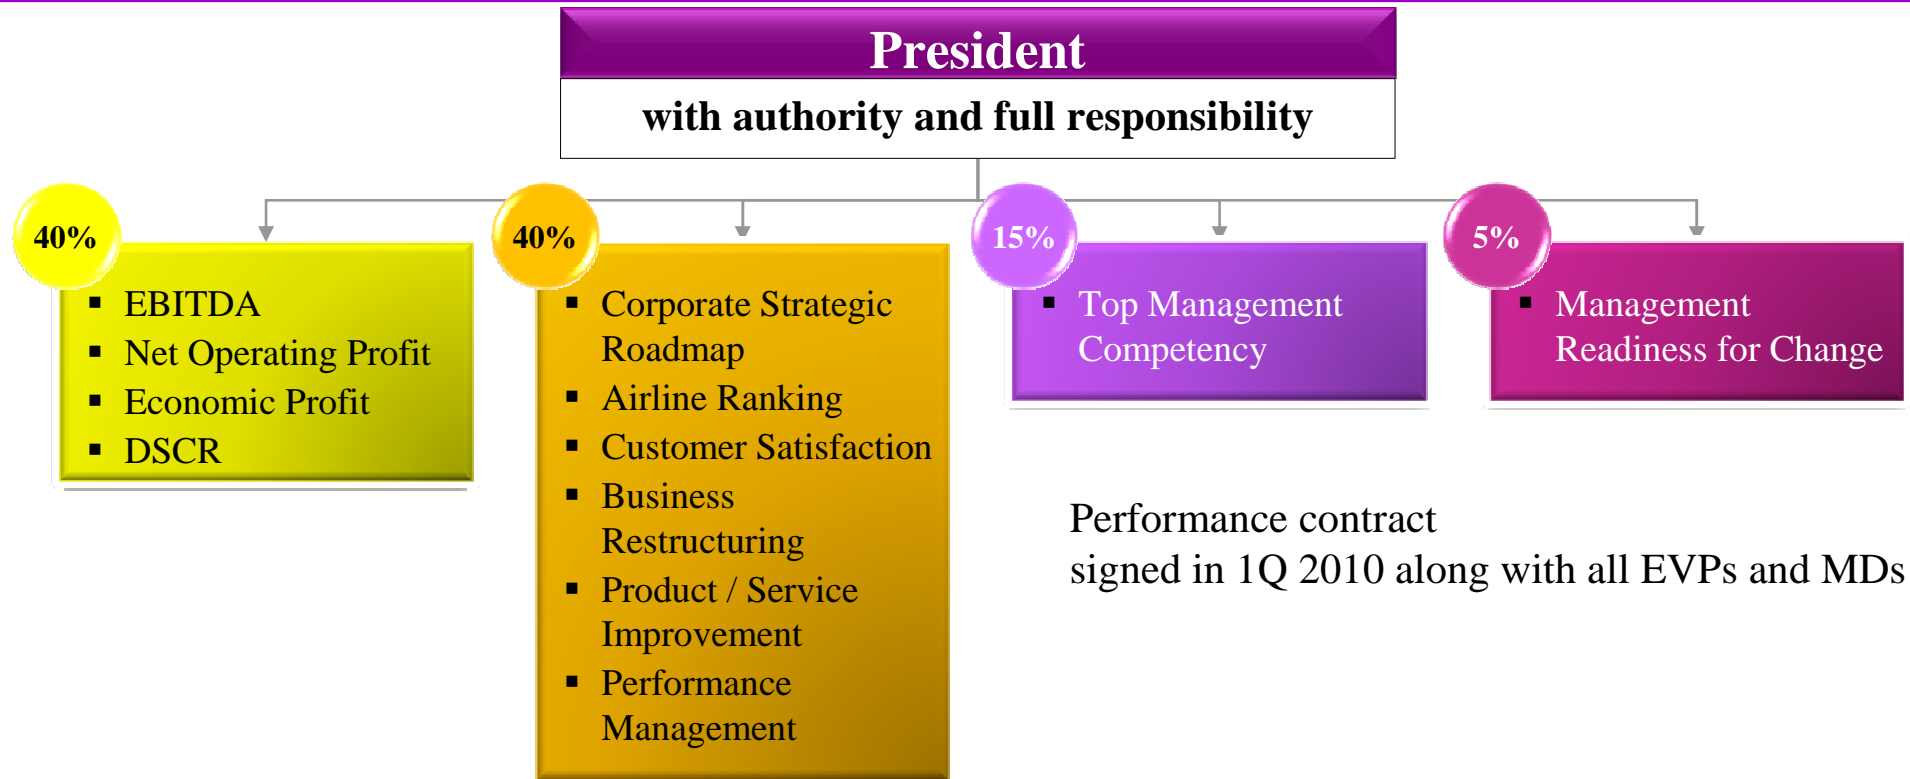 President
with authority and full responsibility
40%
▪ EBITDA
▪ Net Operating Profit
▪ Economic Profit
▪ DSCR
40%
▪ Corporate Strategic
Roadmap
▪ Airline Ranking
▪ Customer Satisfaction
▪ Business
Restructuring
▪ Product / Service
Improvement
▪ Performance
Management
15%
▪ Top Management
Competency
5%
▪ Management
Readiness for Change
Performance contract
signed in 1Q 2010 along with all EVPs and MDs